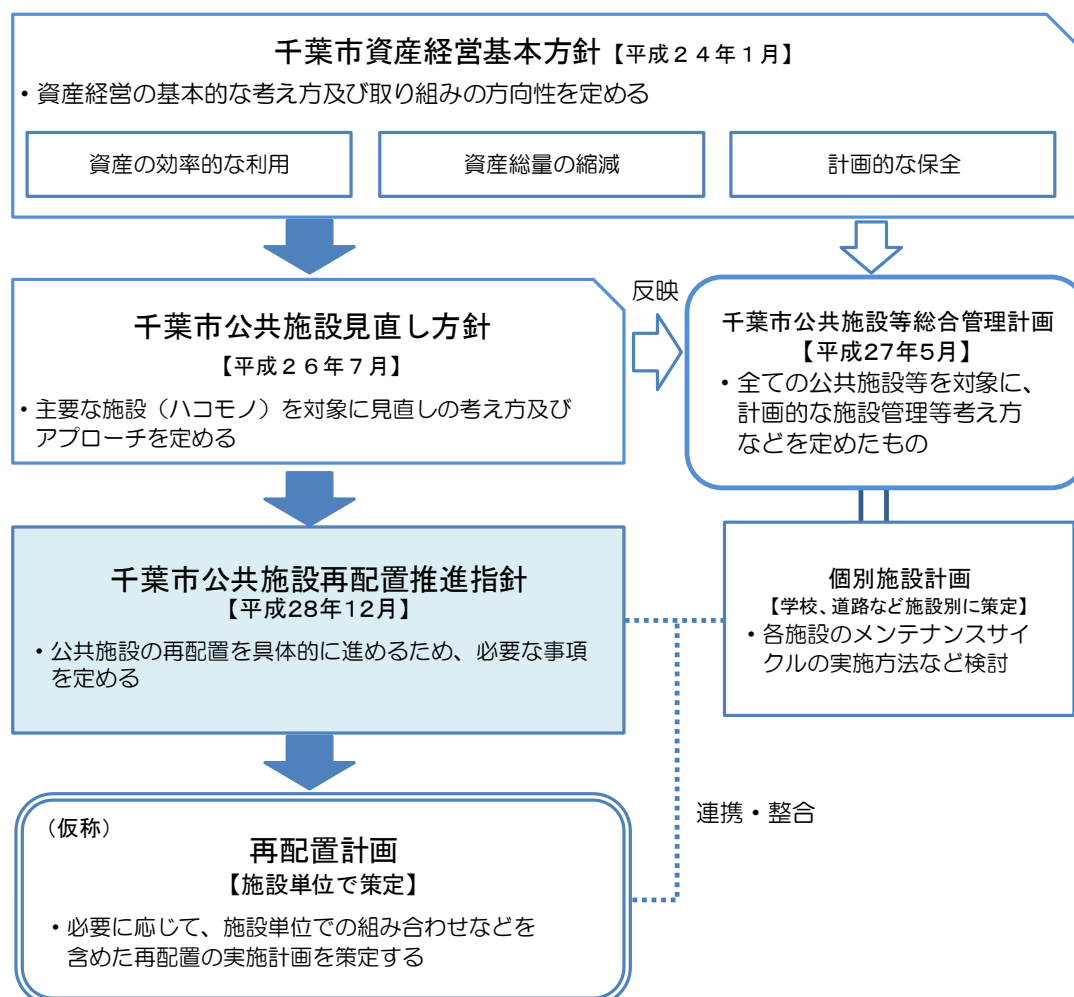 千葉市資産経営基本方針【平成２４年１月】
・資産経営の基本的な考え方及び取り組みの方向性を定める
資産の効率的な利用
資産総量の縮減
計画的な保全
千葉市公共施設見直し方針
【平成２６年７月】
・主要な施設（ハコモノ）を対象に見直しの考え方及び
アプローチを定める
反映
千葉市公共施設等総合管理計画
【平成27年5月】
・全ての公共施設等を対象に、
計画的な施設管理等考え方
などを定めたもの
千葉市公共施設再配置推進指針
【平成28年12月】
・公共施設の再配置を具体的に進めるため、必要な事項
を定める
個別施設計画
【学校、道路など施設別に策定】
・各施設のメンテナンスサイ
クルの実施方法など検討
連携・整合
（仮称）
再配置計画
【施設単位で策定】
・必要に応じて、施設単位での組み合わせなどを
含めた再配置の実施計画を策定する